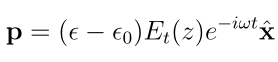 𝐩 = (ϵ − ϵ₀)Eₜ(z)e^{−iωt}𝐱̂